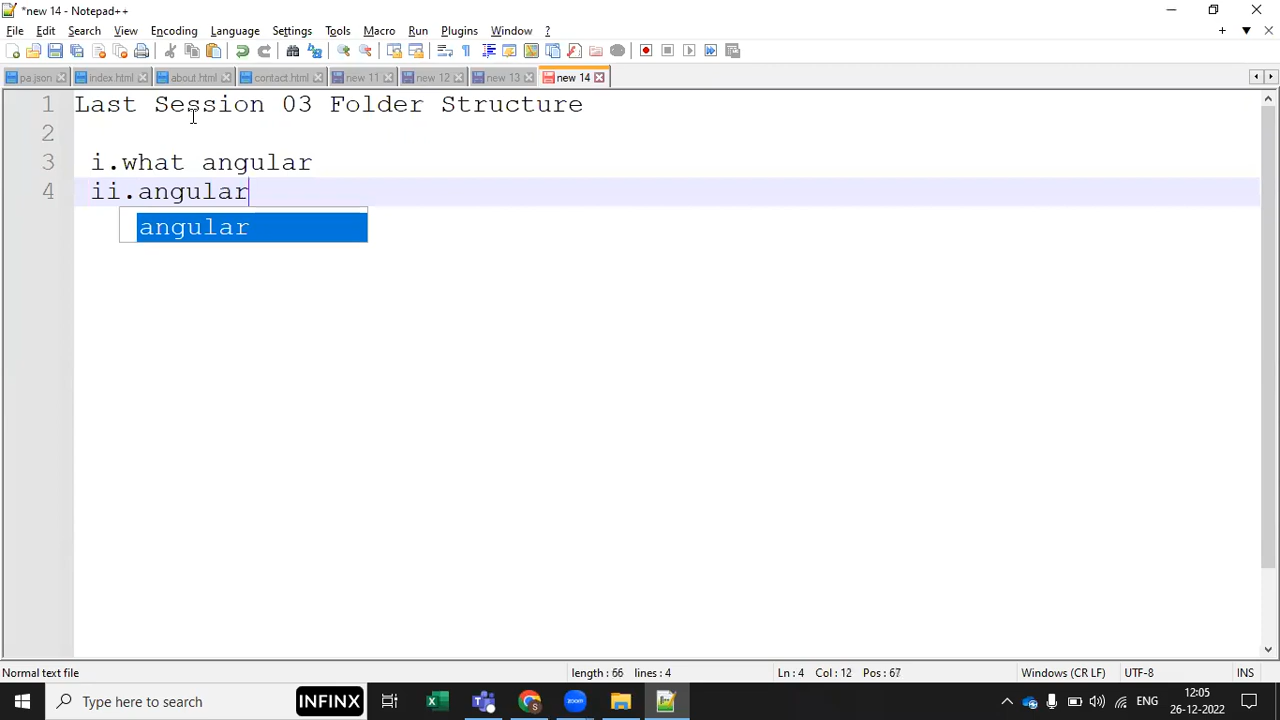 *new 14 - Notepad++
File Edit Search View Encoding Language Settings Tools Macro Run Plugins Window ?
pa.json index.html about.html contact.html new 11 new 12 new 13 new 14
1 Last Session 03 Folder Structure
2
3 i.what angular
4 ii.angular
angular
Normal text file length : 66 lines : 4 Ln : 4 Col : 12 Pos : 67 Windows (CR LF) UTF-8 INS
Type here to search INFINX zoom ENG 12:05
26-12-2022